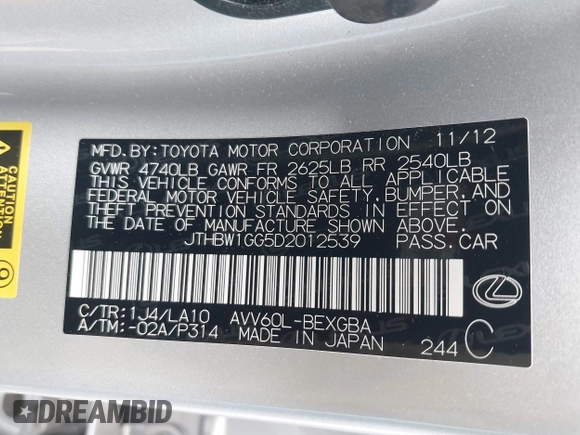 MFD. BY: TOYOTA MOTOR CORPORATION 11/12
GVWR 4740LB GAWR FR 2625LB RR 2540LB
THIS VEHICLE CONFORMS TO ALL APPLICABLE
FEDERAL MOTOR VEHICLE SAFETY, BUMPER, AND
THEFT PREVENTION STANDARDS IN EFFECT ON
THE DATE OF MANUFACTURE SHOWN ABOVE.
JTHBW1GG5D2012539 PASS.CAR
C/TR: 1J4/LA10 AVV60L-BEXGBA
A/TM: -02A/P314 MADE IN JAPAN 244 C
CAUTION
ATTENTION
DREAMBID